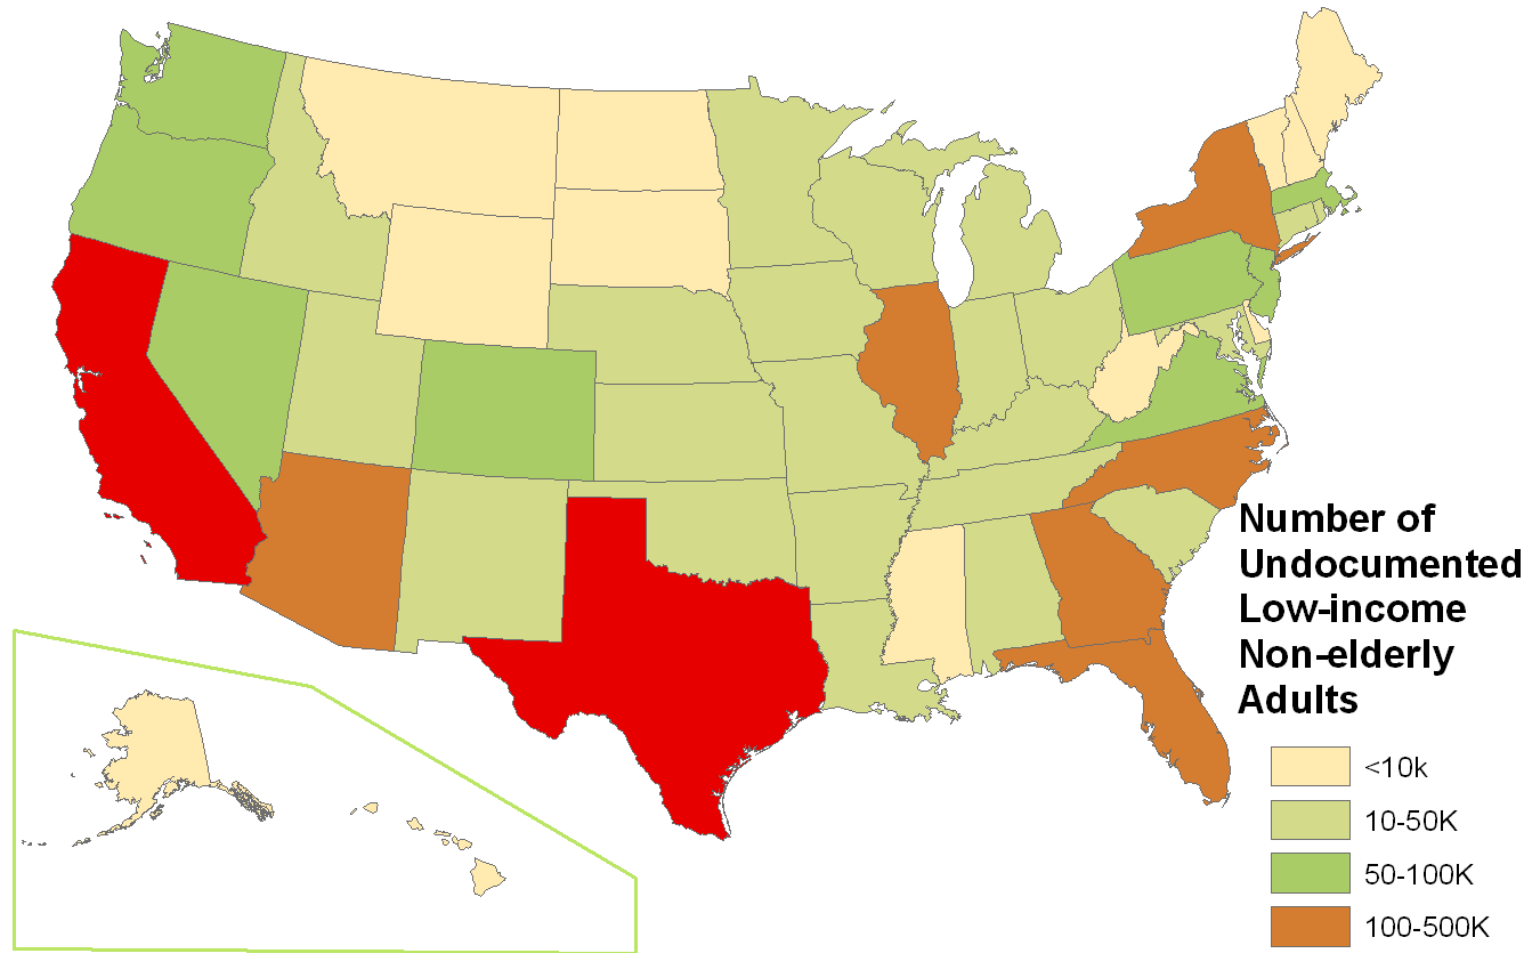 Number of
Undocumented
Low-income
Non-elderly
Adults
<10k
10-50K
50-100K
100-500K